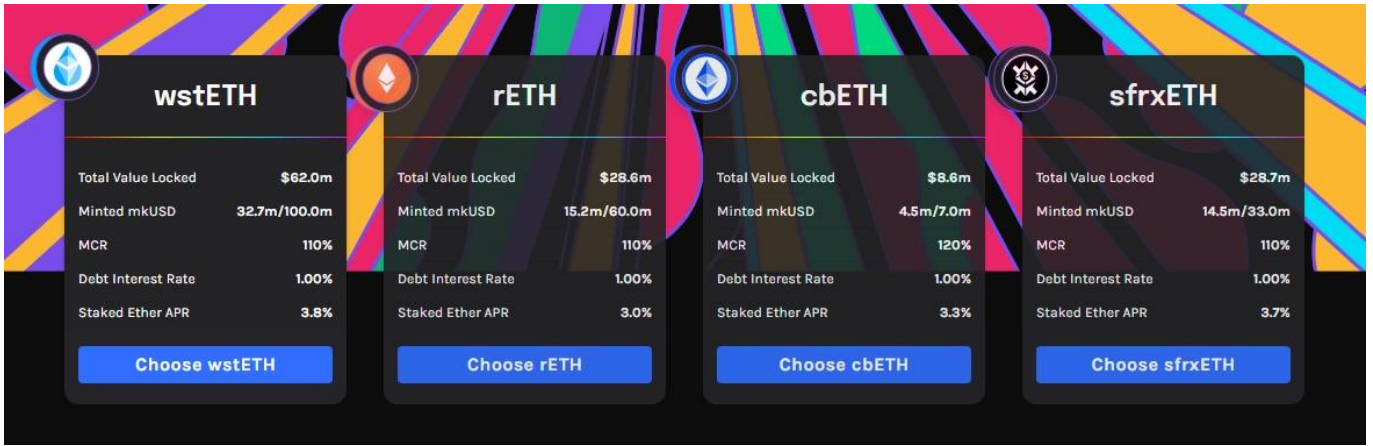 wstETH
Total Value Locked $62.0m
Minted mkUSD 32.7m/100.0m
MCR 110%
Debt Interest Rate 1.00%
Staked Ether APR 3.8%
Choose wstETH
rETH
Total Value Locked $28.6m
Minted mkUSD 15.2m/60.0m
MCR 110%
Debt Interest Rate 1.00%
Staked Ether APR 3.0%
Choose rETH
cbETH
Total Value Locked $8.6m
Minted mkUSD 4.5m/7.0m
MCR 120%
Debt Interest Rate 1.00%
Staked Ether APR 3.3%
Choose cbETH
sfrxETH
Total Value Locked $28.7m
Minted mkUSD 14.5m/33.0m
MCR 110%
Debt Interest Rate 1.00%
Staked Ether APR 3.7%
Choose sfrxETH